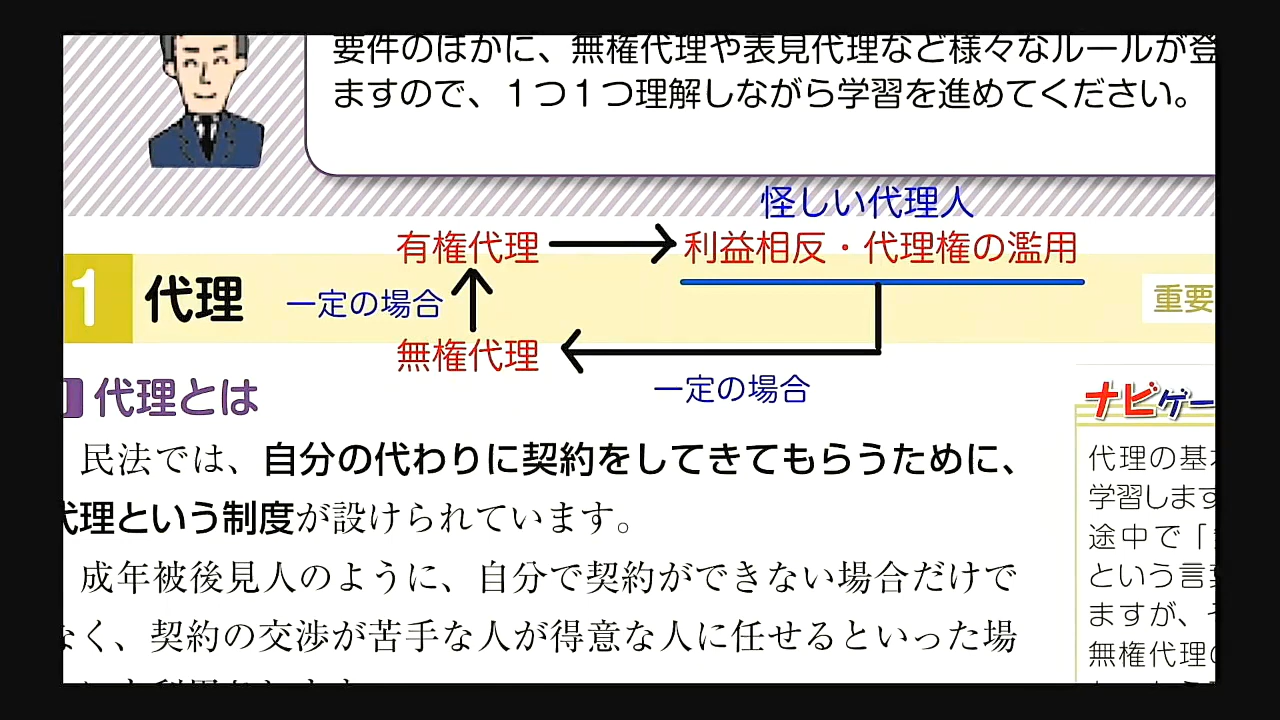 要件のほかに、無権代理や表見代理など様々なルールが登
ますので、１つ１つ理解しながら学習を進めてください。
怪しい代理人
有権代理
利益相反・代理権の濫用
1 代理
一定の場合
重要
無権代理
一定の場合
代理とは
民法では、自分の代わりに契約をしてきてもらうために、
代理という制度が設けられています。
成年被後見人のように、自分で契約ができない場合だけで
なく、契約の交渉が苦手な人が得意な人に任せるといった場
ナビゲー
代理の基
学習します
途中で「
という言葉
ますが、そ
無権代理の